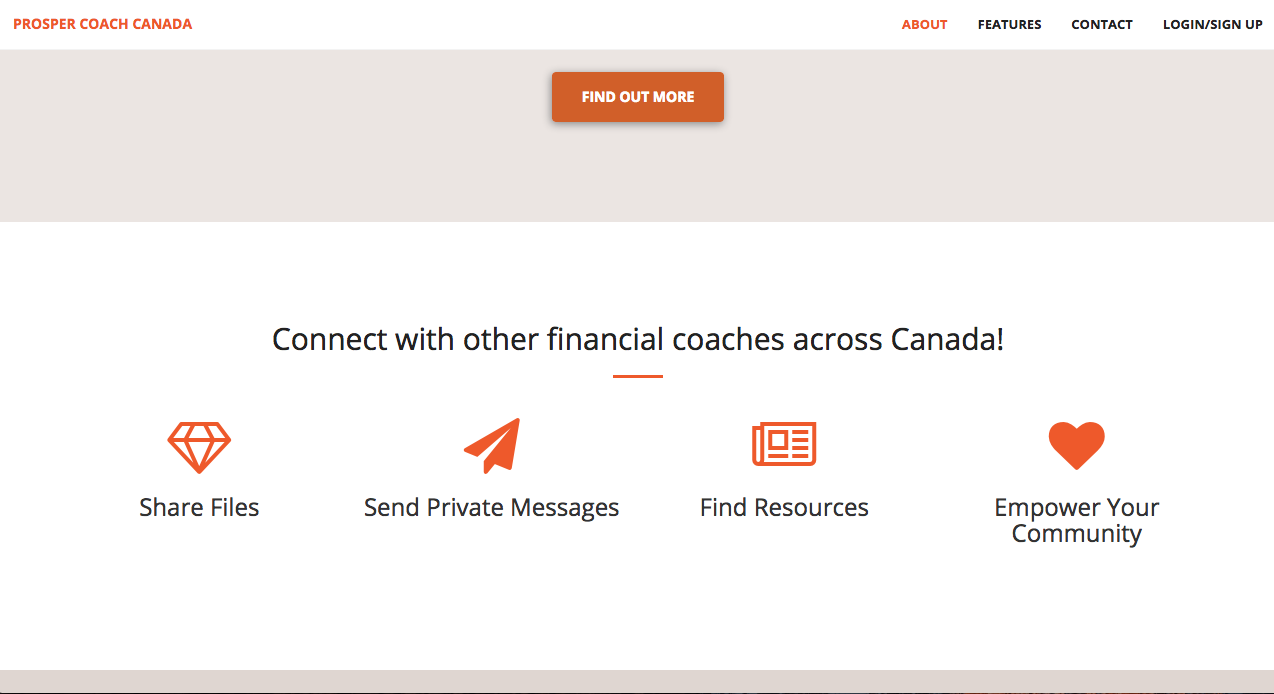 PROSPER COACH CANADA
ABOUT FEATURES CONTACT LOGIN/SIGN UP
FIND OUT MORE
Connect with other financial coaches across Canada!
Share Files
Send Private Messages
Find Resources
Empower Your
Community